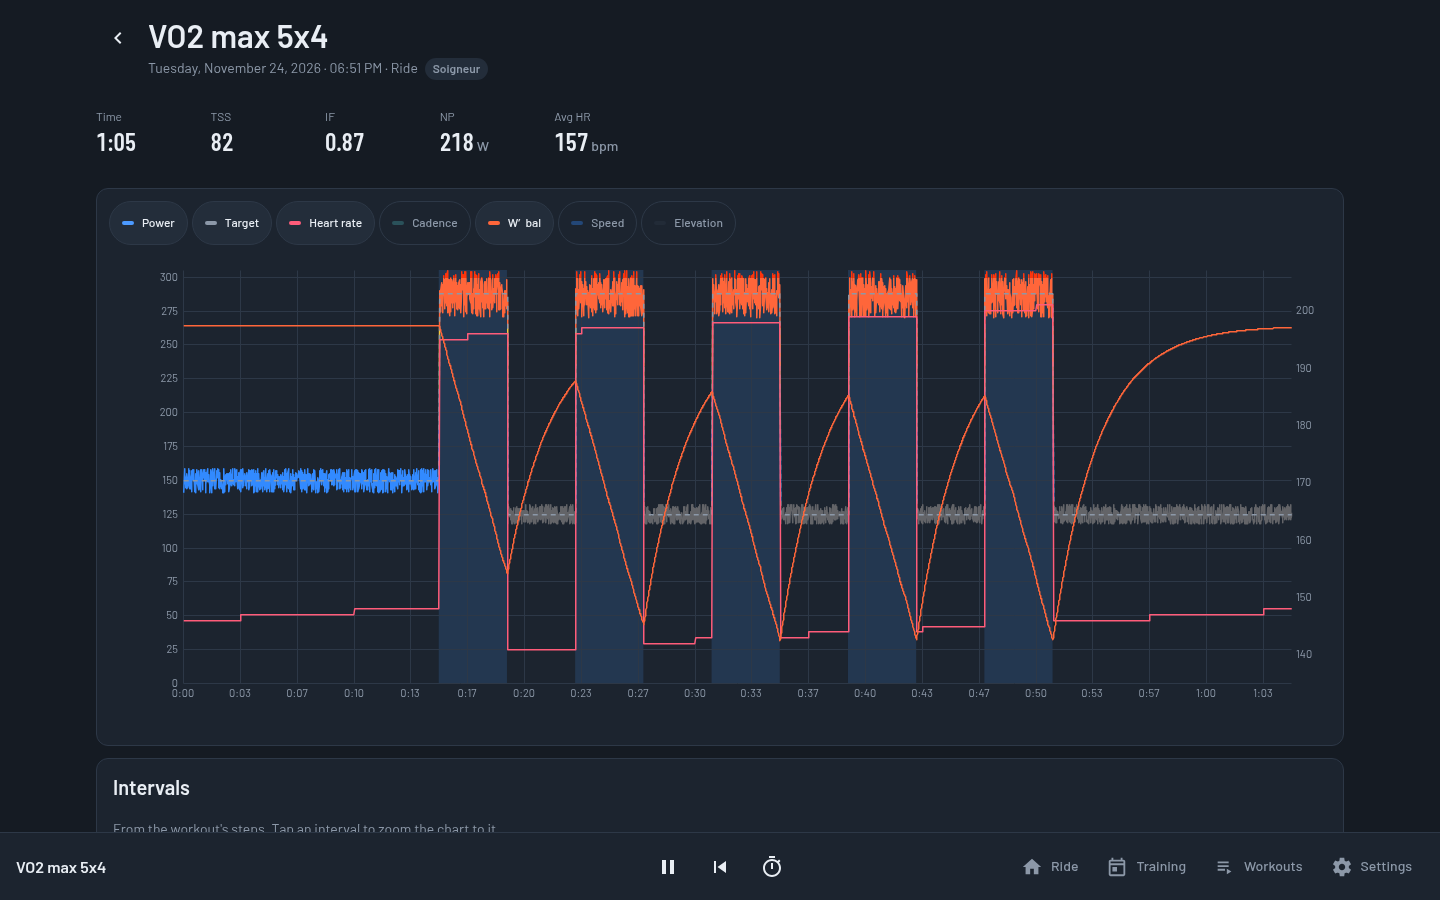 VO2 max 5x4
Tuesday, November 24, 2026 · 06:51 PM · Ride Soigneur
Time TSS IF NP Avg HR
1:05 82 0.87 218 W 157 bpm
Power Target Heart rate Cadence W' bal Speed Elevation
300
275
250
225
200
175
150
125
100
75
50
25
0
200
190
180
170
160
150
140
0:00 0:03 0:07 0:10 0:13 0:17 0:20 0:23 0:27 0:30 0:33 0:37 0:40 0:43 0:47 0:50 0:53 0:57 1:00 1:03
Intervals
From the workout's steps. Tap an interval to zoom the chart to it.
VO2 max 5x4 Ride Training Workouts Settings